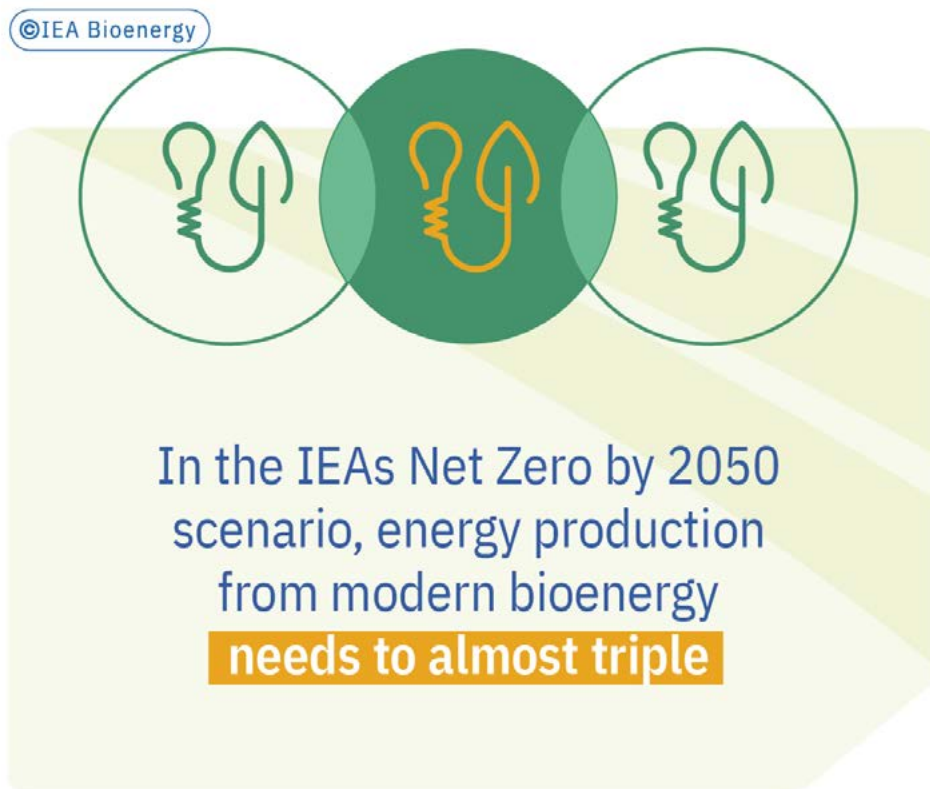 ©IEA Bioenergy
In the IEAs Net Zero by 2050
scenario, energy production
from modern bioenergy
needs to almost triple